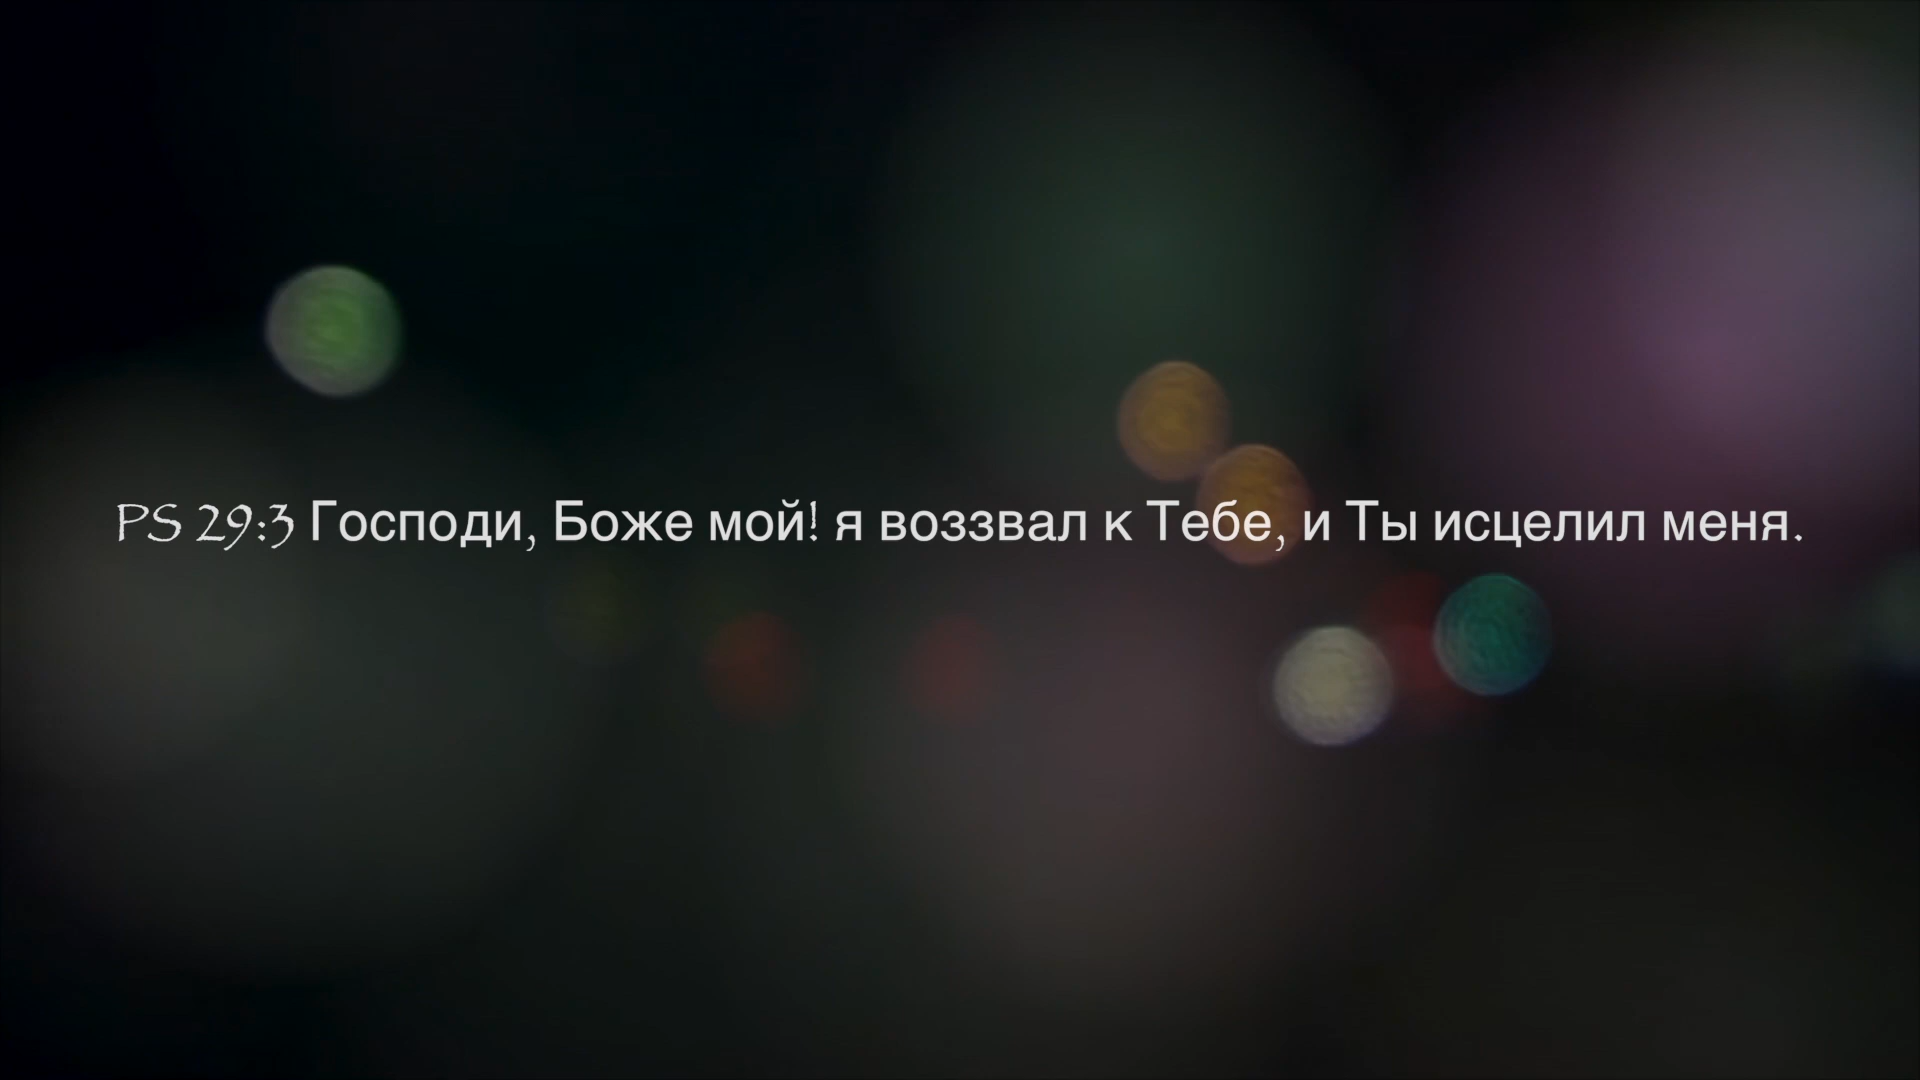 PS 29:3 Господи, Боже мой! я воззвал к Тебе, и Ты исцелил меня.